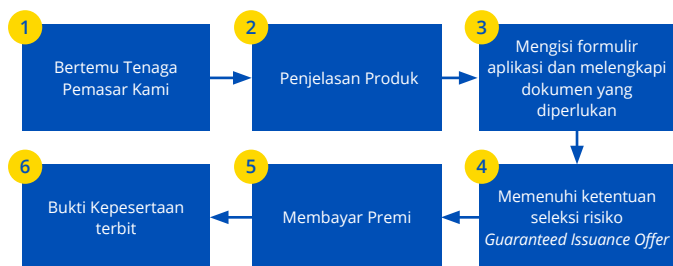 1
Bertemu Tenaga
Pemasar Kami
2
Penjelasan Produk
3
Mengisi formulir
aplikasi dan melengkapi
dokumen yang
diperlukan
4
Memenuhi ketentuan
seleksi risiko
Guaranteed Issuance Offer
5
Membayar Premi
6
Bukti Kepesertaan
terbit